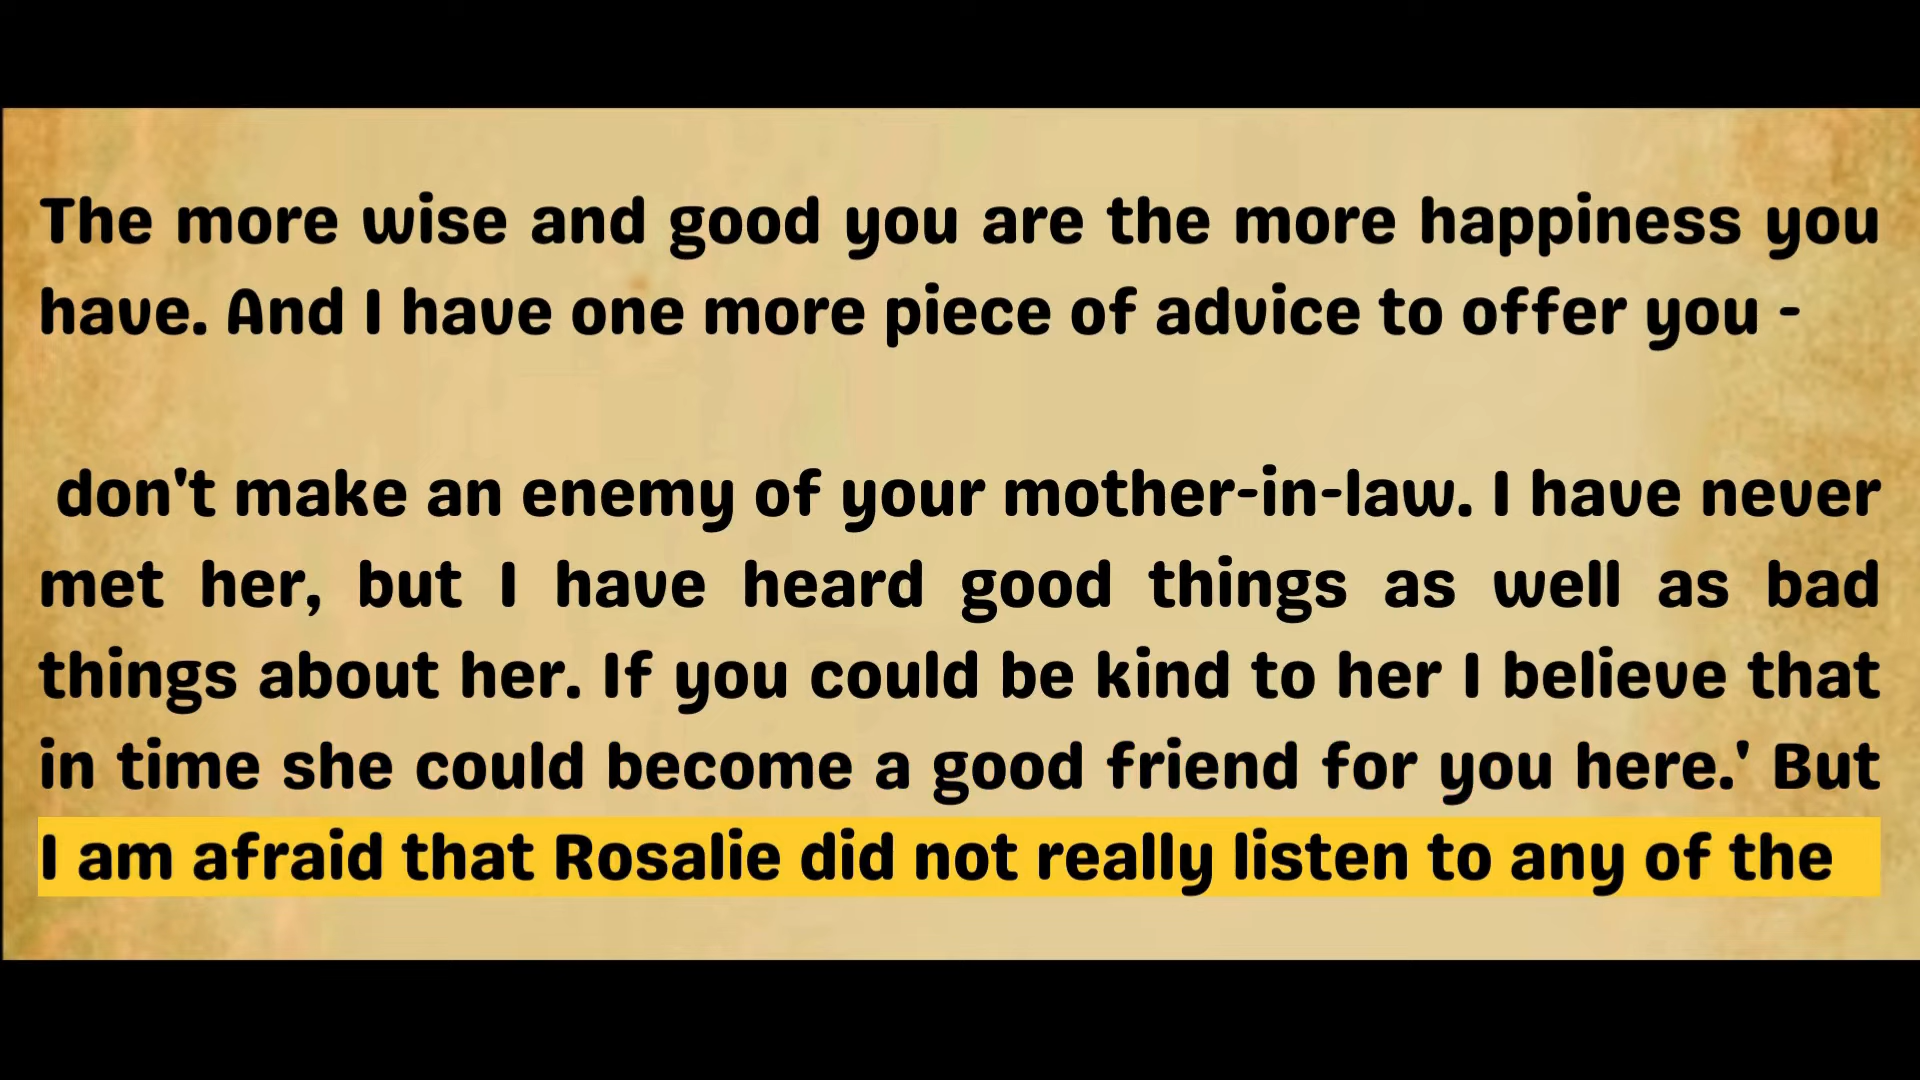 The more wise and good you are the more happiness you
have. And I have one more piece of advice to offer you -
don't make an enemy of your mother-in-law. I have never
met her, but I have heard good things as well as bad
things about her. If you could be kind to her I believe that
in time she could become a good friend for you here.' But
I am afraid that Rosalie did not really listen to any of the